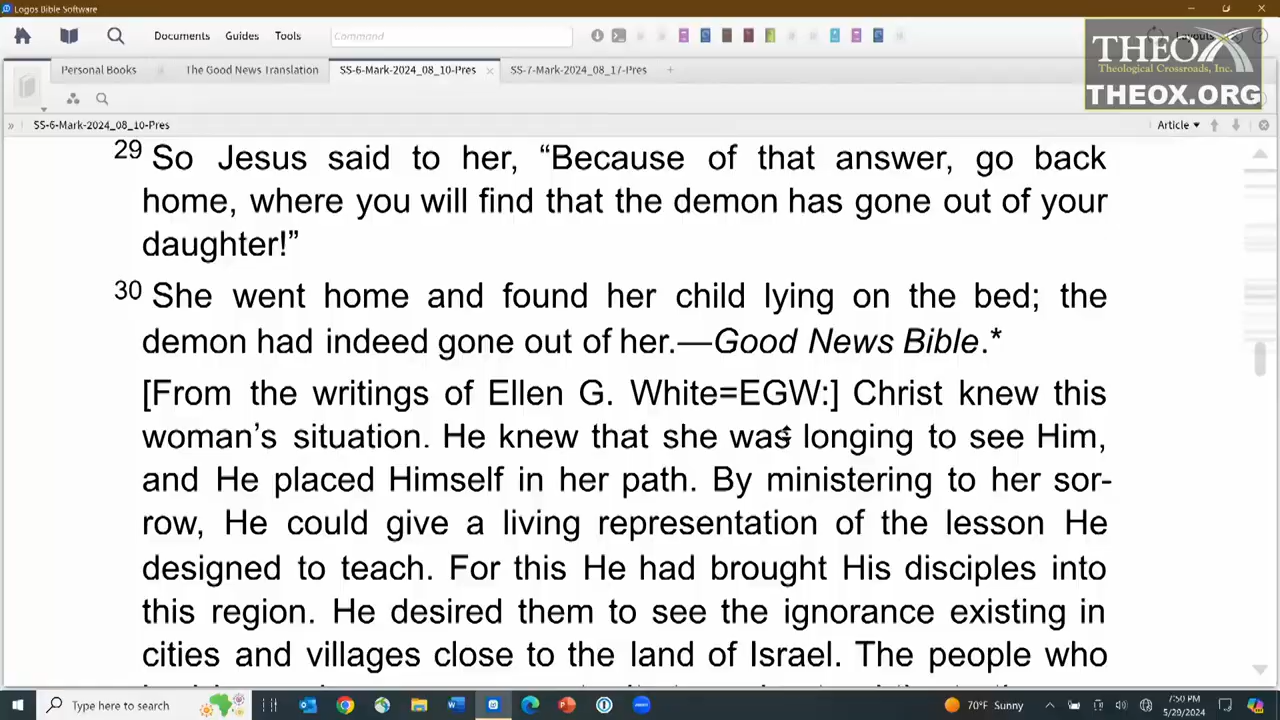 Logos Bible Software
Documents Guides Tools Command Layouts
THEOX
Theological Crossroads, Inc.
THEOX.ORG
Personal Books The Good News Translation SS-6-Mark-2024_08_10-Pres SS-7-Mark-2024_08_17-Pres
SS-6-Mark-2024_08_10-Pres Article
29 So Jesus said to her, “Because of that answer, go back
home, where you will find that the demon has gone out of your
daughter!”
30 She went home and found her child lying on the bed; the
demon had indeed gone out of her.—Good News Bible.*
[From the writings of Ellen G. White=EGW:] Christ knew this
woman’s situation. He knew that she was longing to see Him,
and He placed Himself in her path. By ministering to her sor-
row, He could give a living representation of the lesson He
designed to teach. For this He had brought His disciples into
this region. He desired them to see the ignorance existing in
cities and villages close to the land of Israel. The people who
Type here to search 70°F Sunny 7:50 PM
5/29/2024